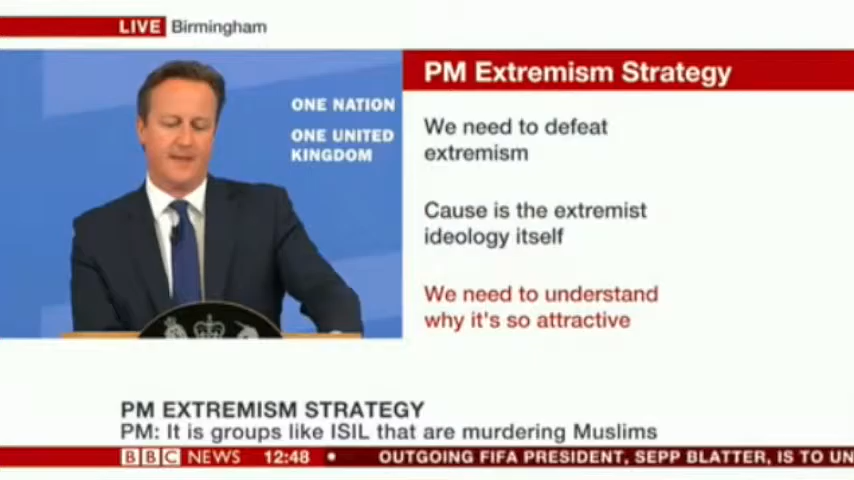 LIVE Birmingham
ONE NATION
ONE UNITED
KINGDOM
PM Extremism Strategy
We need to defeat
extremism
Cause is the extremist
ideology itself
We need to understand
why it's so attractive
PM EXTREMISM STRATEGY
PM: It is groups like ISIL that are murdering Muslims
BBC NEWS 12:48 • OUTGOING FIFA PRESIDENT, SEPP BLATTER, IS TO UN